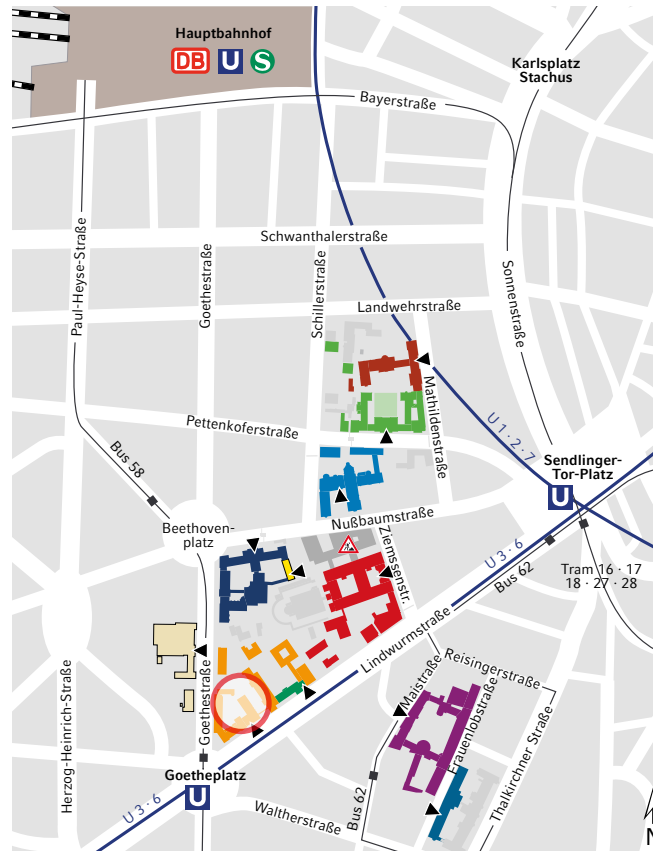 Hauptbahnhof
DB U S
Karlsplatz
Stachus
Bayerstraße
Schwanthalerstraße
Paul-Heyse-Straße
Goethestraße
Schillerstraße
Sonnenstraße
Landwehrstraße
Mathildenstraße
Pettenkoferstraße
U 1 · 2 · 7
Bus 58
Sendlinger-
Tor-Platz
U
Nußbaumstraße
Beethoven-
platz
Ziemssenstr.
U 3 · 6
Bus 62
Tram 16 · 17
18 · 27 · 28
Lindwurmstraße
Reisingerstraße
Maistraße
Frauenlobstraße
Herzog-Heinrich-Straße
Goethestraße
Thalkirchner Straße
Goetheplatz
U
U 3 · 6
Bus 62
Waltherstraße
N